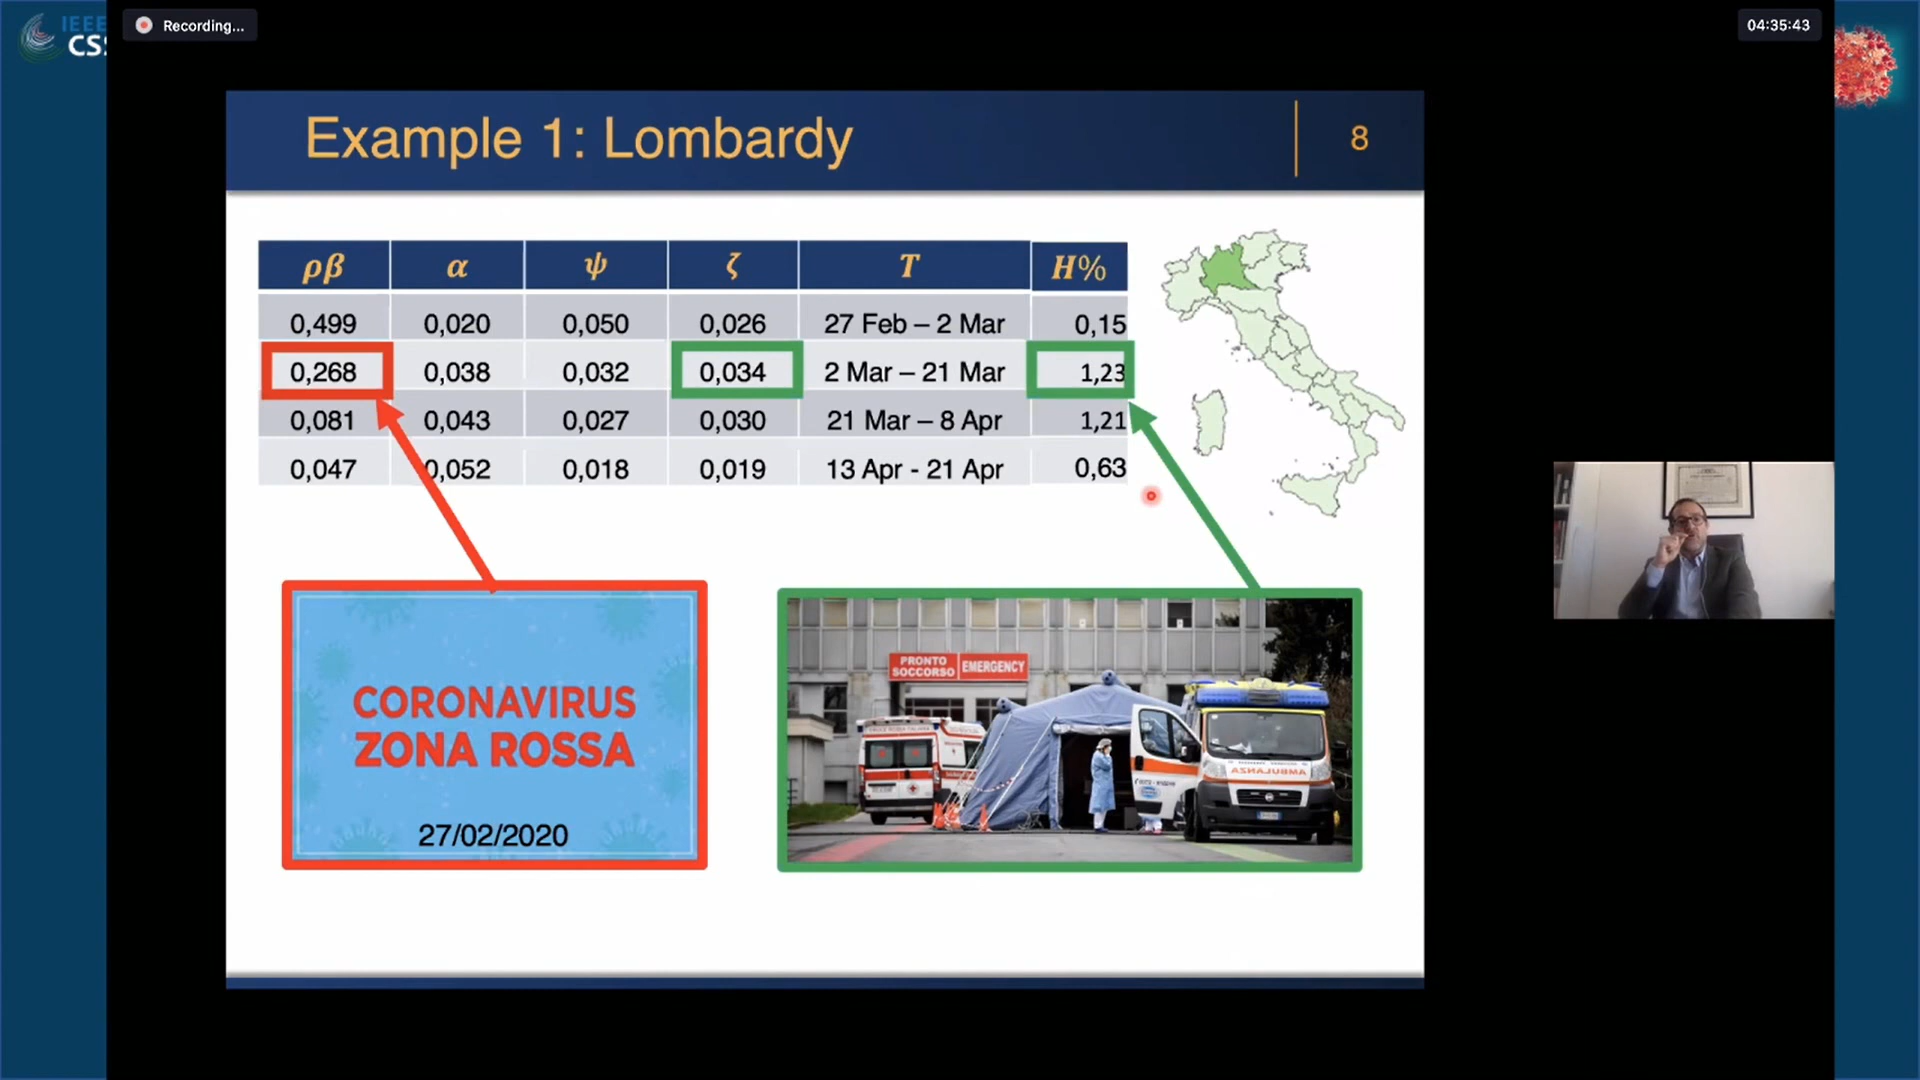 IEEE
CSS
Recording...
04:35:43
Example 1: Lombardy
8
ρβ α ψ ζ T H%
0,499 0,020 0,050 0,026 27 Feb – 2 Mar 0,15
0,268 0,038 0,032 0,034 2 Mar – 21 Mar 1,23
0,081 0,043 0,027 0,030 21 Mar – 8 Apr 1,21
0,047 0,052 0,018 0,019 13 Apr - 21 Apr 0,63
CORONAVIRUS
ZONA ROSSA
27/02/2020
PRONTO
SOCCORSO
EMERGENCY
AMBULANZA